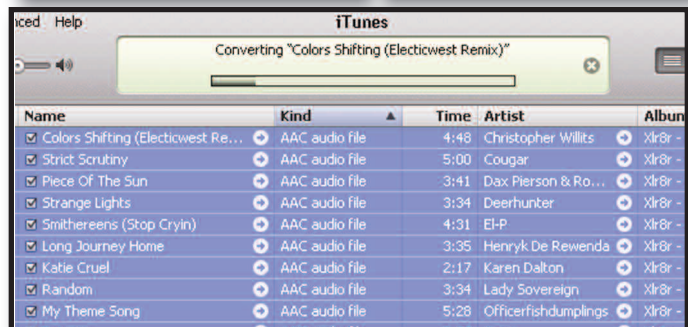 nced Help iTunes
Converting "Colors Shifting (Electicwest Remix)"
Name Kind Time Artist Albun
Colors Shifting (Electicwest Re... AAC audio file 4:48 Christopher Willits Xlr8r -
Strict Scrutiny AAC audio file 5:00 Cougar Xlr8r -
Piece Of The Sun AAC audio file 3:41 Dax Pierson & Ro... Xlr8r -
Strange Lights AAC audio file 3:34 Deerhunter Xlr8r -
Smithereens (Stop Cryin) AAC audio file 4:31 El-P Xlr8r -
Long Journey Home AAC audio file 3:35 Henryk De Rewenda Xlr8r -
Katie Cruel AAC audio file 2:17 Karen Dalton Xlr8r -
Random AAC audio file 3:34 Lady Sovereign Xlr8r -
My Theme Song AAC audio file 5:28 Officerfishdumplings Xlr8r -